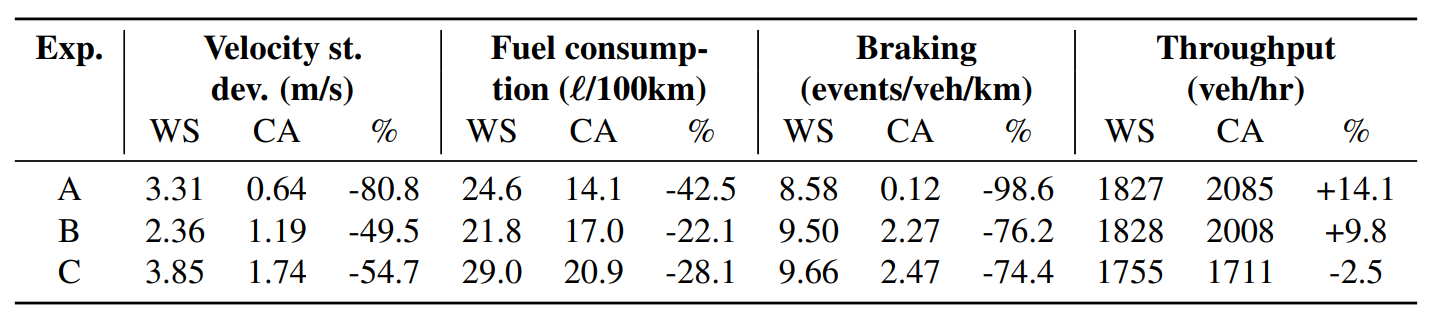 Exp. Velocity st. Fuel consump- Braking Throughput
dev. (m/s) tion (ℓ/100km) (events/veh/km) (veh/hr)
WS CA % WS CA % WS CA % WS CA %
A 3.31 0.64 -80.8 24.6 14.1 -42.5 8.58 0.12 -98.6 1827 2085 +14.1
B 2.36 1.19 -49.5 21.8 17.0 -22.1 9.50 2.27 -76.2 1828 2008 +9.8
C 3.85 1.74 -54.7 29.0 20.9 -28.1 9.66 2.47 -74.4 1755 1711 -2.5